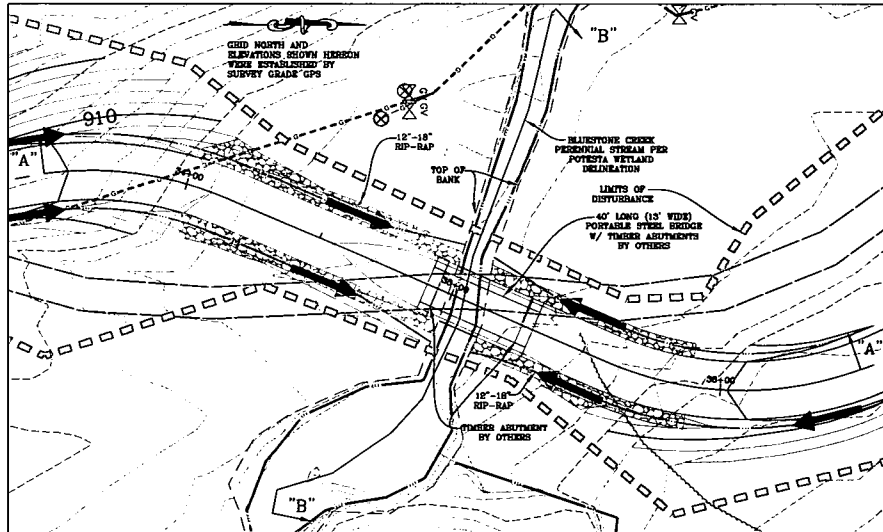 GRID NORTH AND
ELEVATIONS SHOWN HEREON
WERE ESTABLISHED BY
SURVEY GRADE GPS
"B"
G
GV
910
12"-18"
RIP-RAP
BLUESTONE CREEK
PERENNIAL STREAM PER
POTESTA WETLAND
DELINEATION
"A"
TOP OF
BANK
LIMITS OF
DISTURBANCE
40' LONG (13' WIDE)
PORTABLE STEEL BRIDGE
W/ TIMBER ABUTMENTS
BY OTHERS
"A"
12"-18"
RIP-RAP
TIMBER ABUTMENT
BY OTHERS
"B"